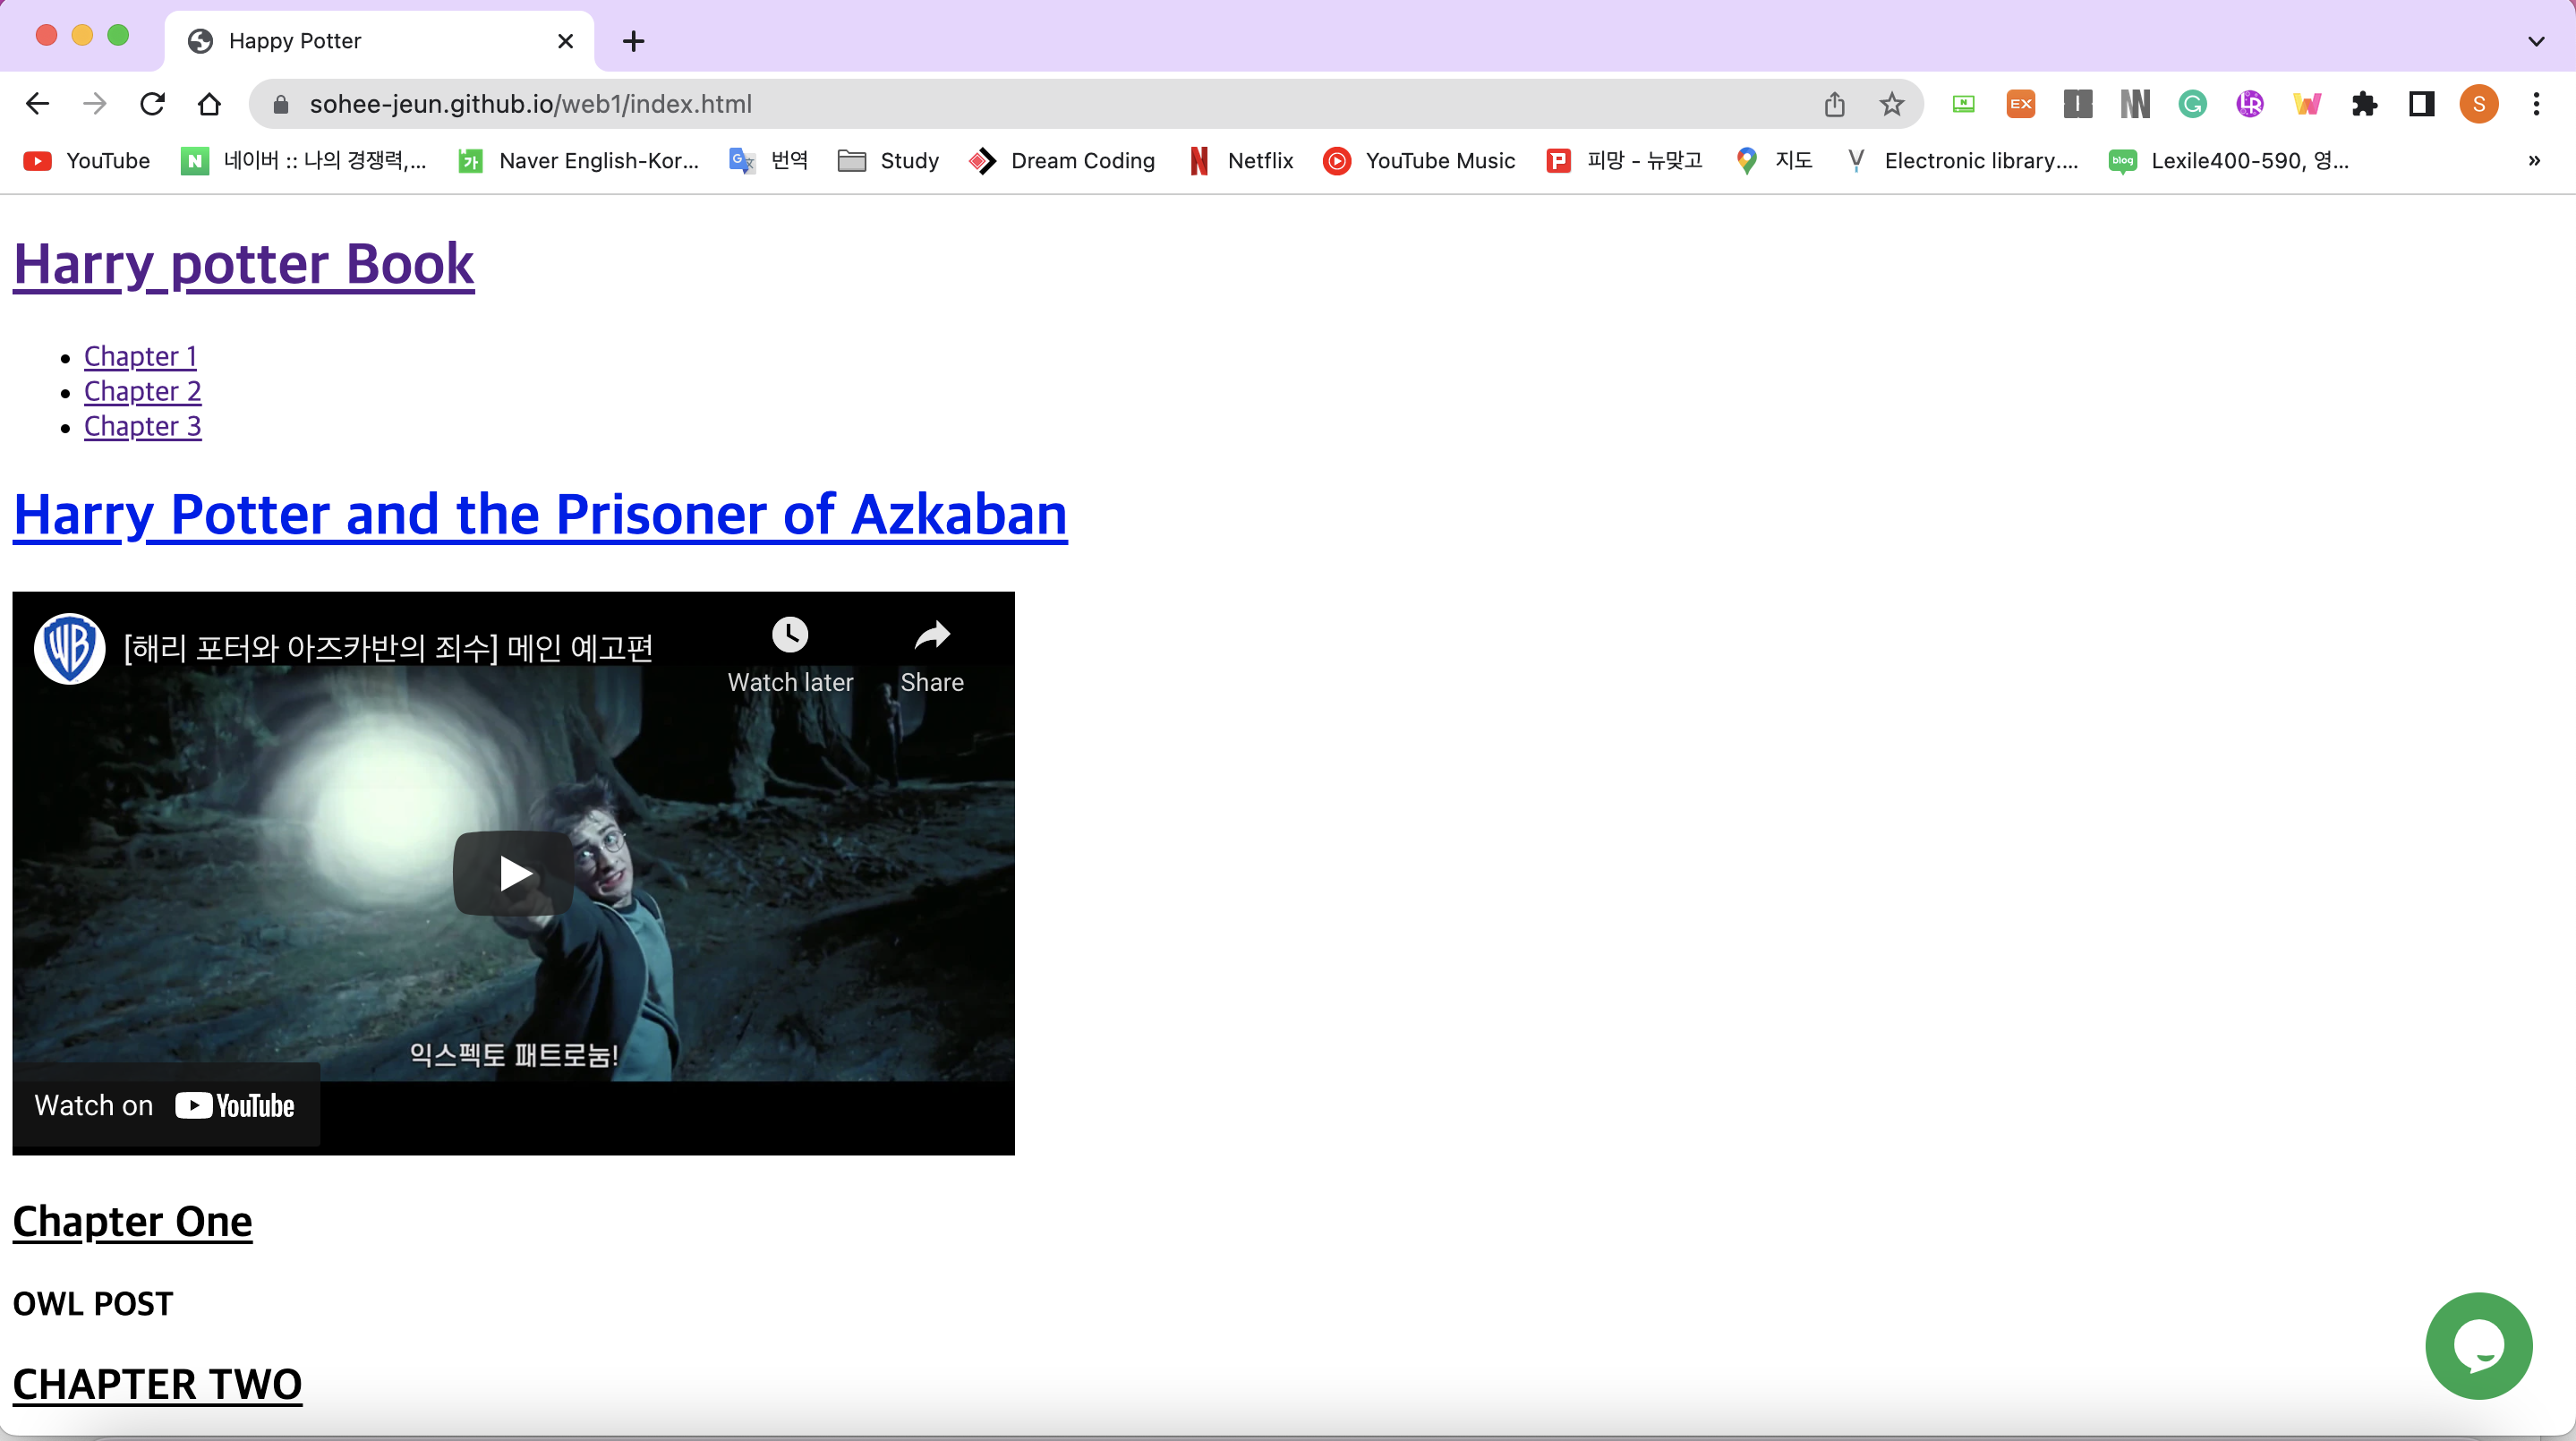 Happy Potter
sohee-jeun.github.io/web1/index.html
EX
N
G
LR
W
S
YouTube
네이버 :: 나의 경쟁력,...
Naver English-Kor...
번역
Study
Dream Coding
Netflix
YouTube Music
피망 - 뉴맞고
지도
Electronic library....
Lexile400-590, 영...
»
Harry potter Book
Chapter 1
Chapter 2
Chapter 3
Harry Potter and the Prisoner of Azkaban
WB
[해리 포터와 아즈카반의 죄수] 메인 예고편
Watch later
Share
익스펙토 패트로눔!
Watch on YouTube
Chapter One
OWL POST
CHAPTER TWO